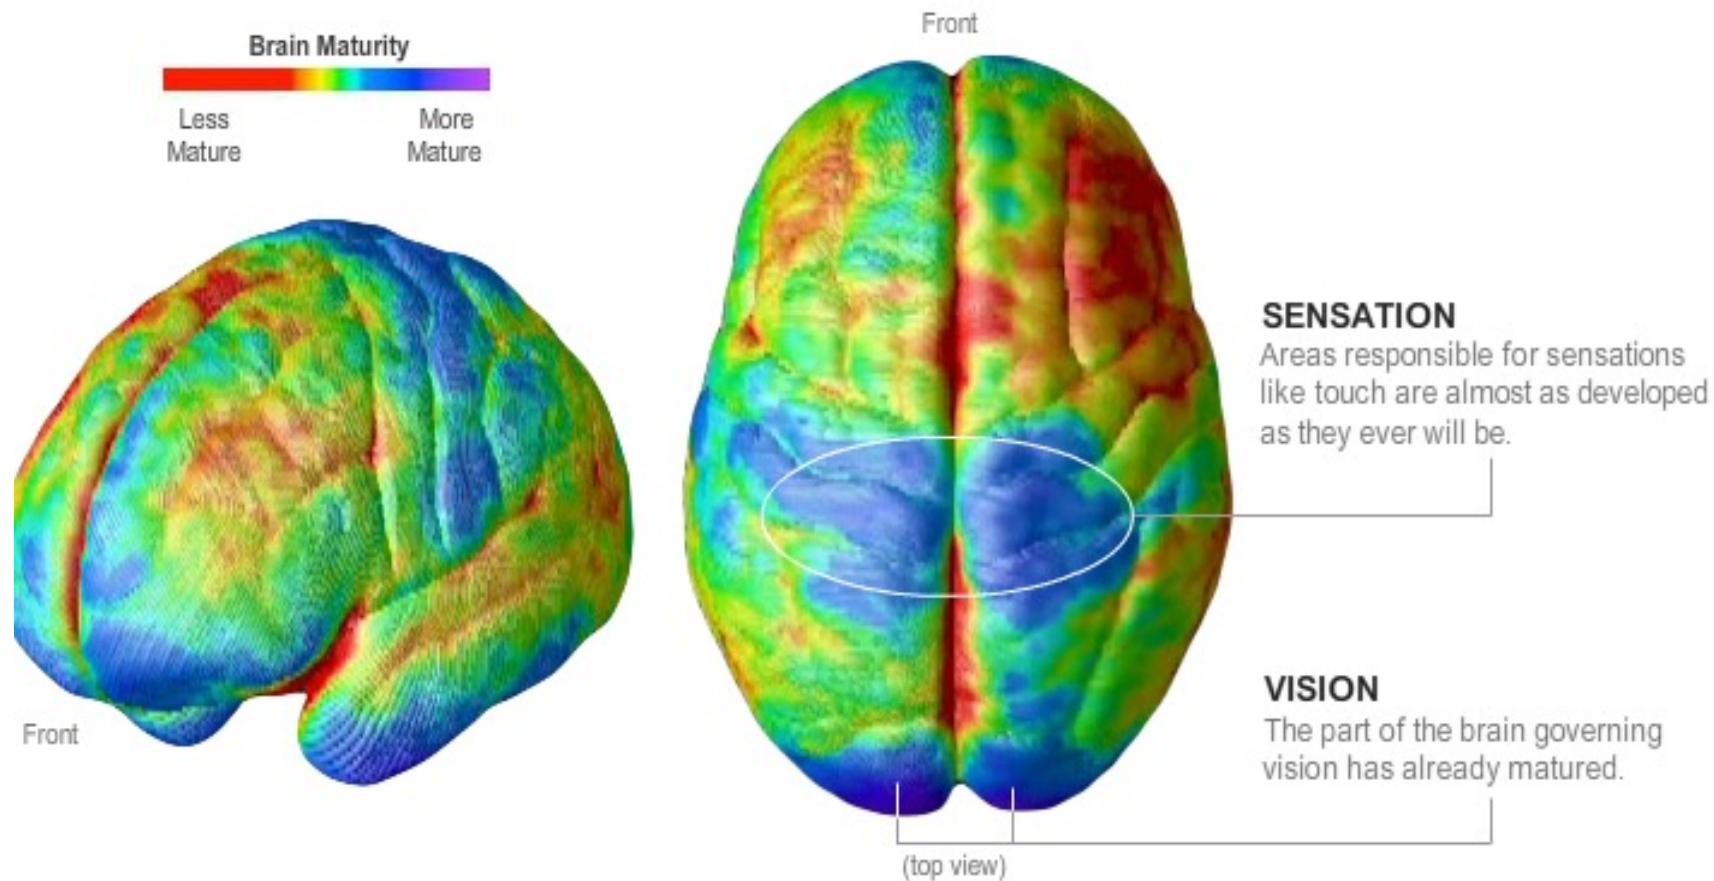 Brain Maturity
Less
Mature
More
Mature
Front
Front
SENSATION
Areas responsible for sensations
like touch are almost as developed
as they ever will be.
VISION
The part of the brain governing
vision has already matured.
(top view)